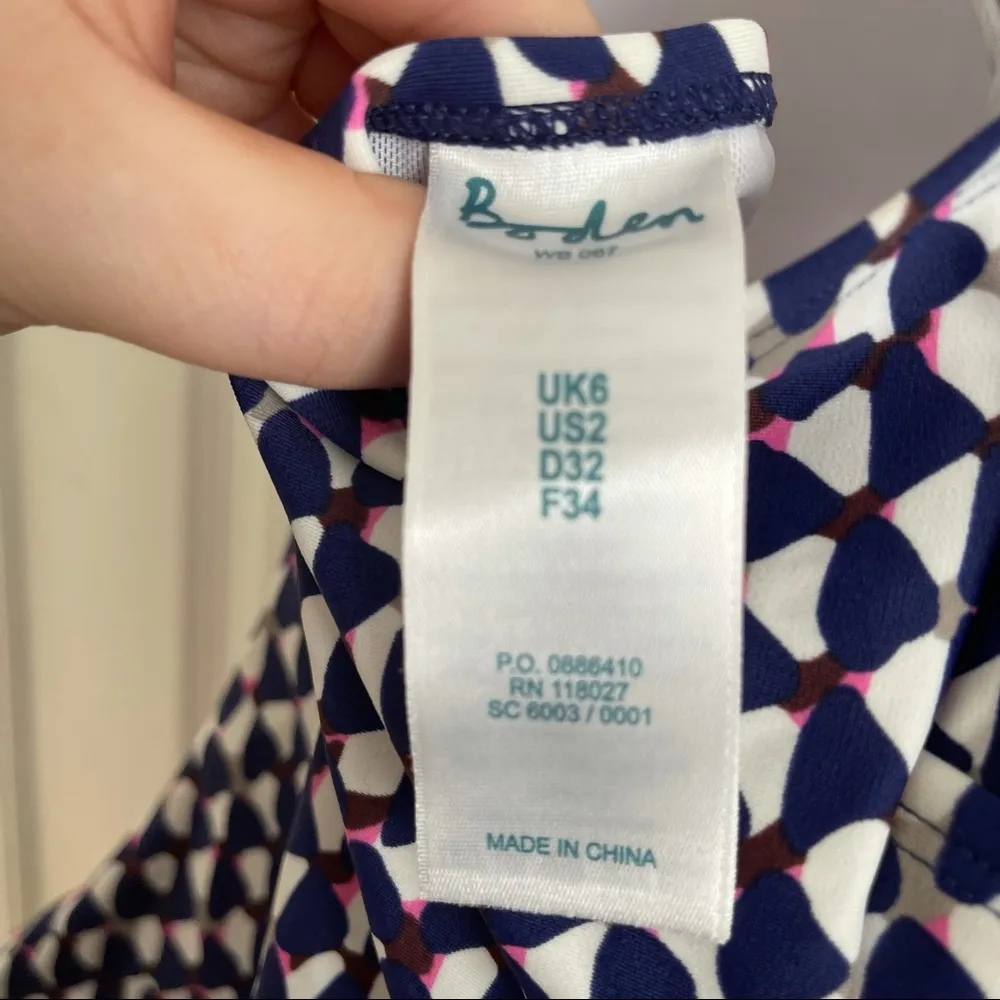 Boden
WB 067
UK6
US2
D32
F34
P.O. 0886410
RN 118027
SC 6003 / 0001
MADE IN CHINA